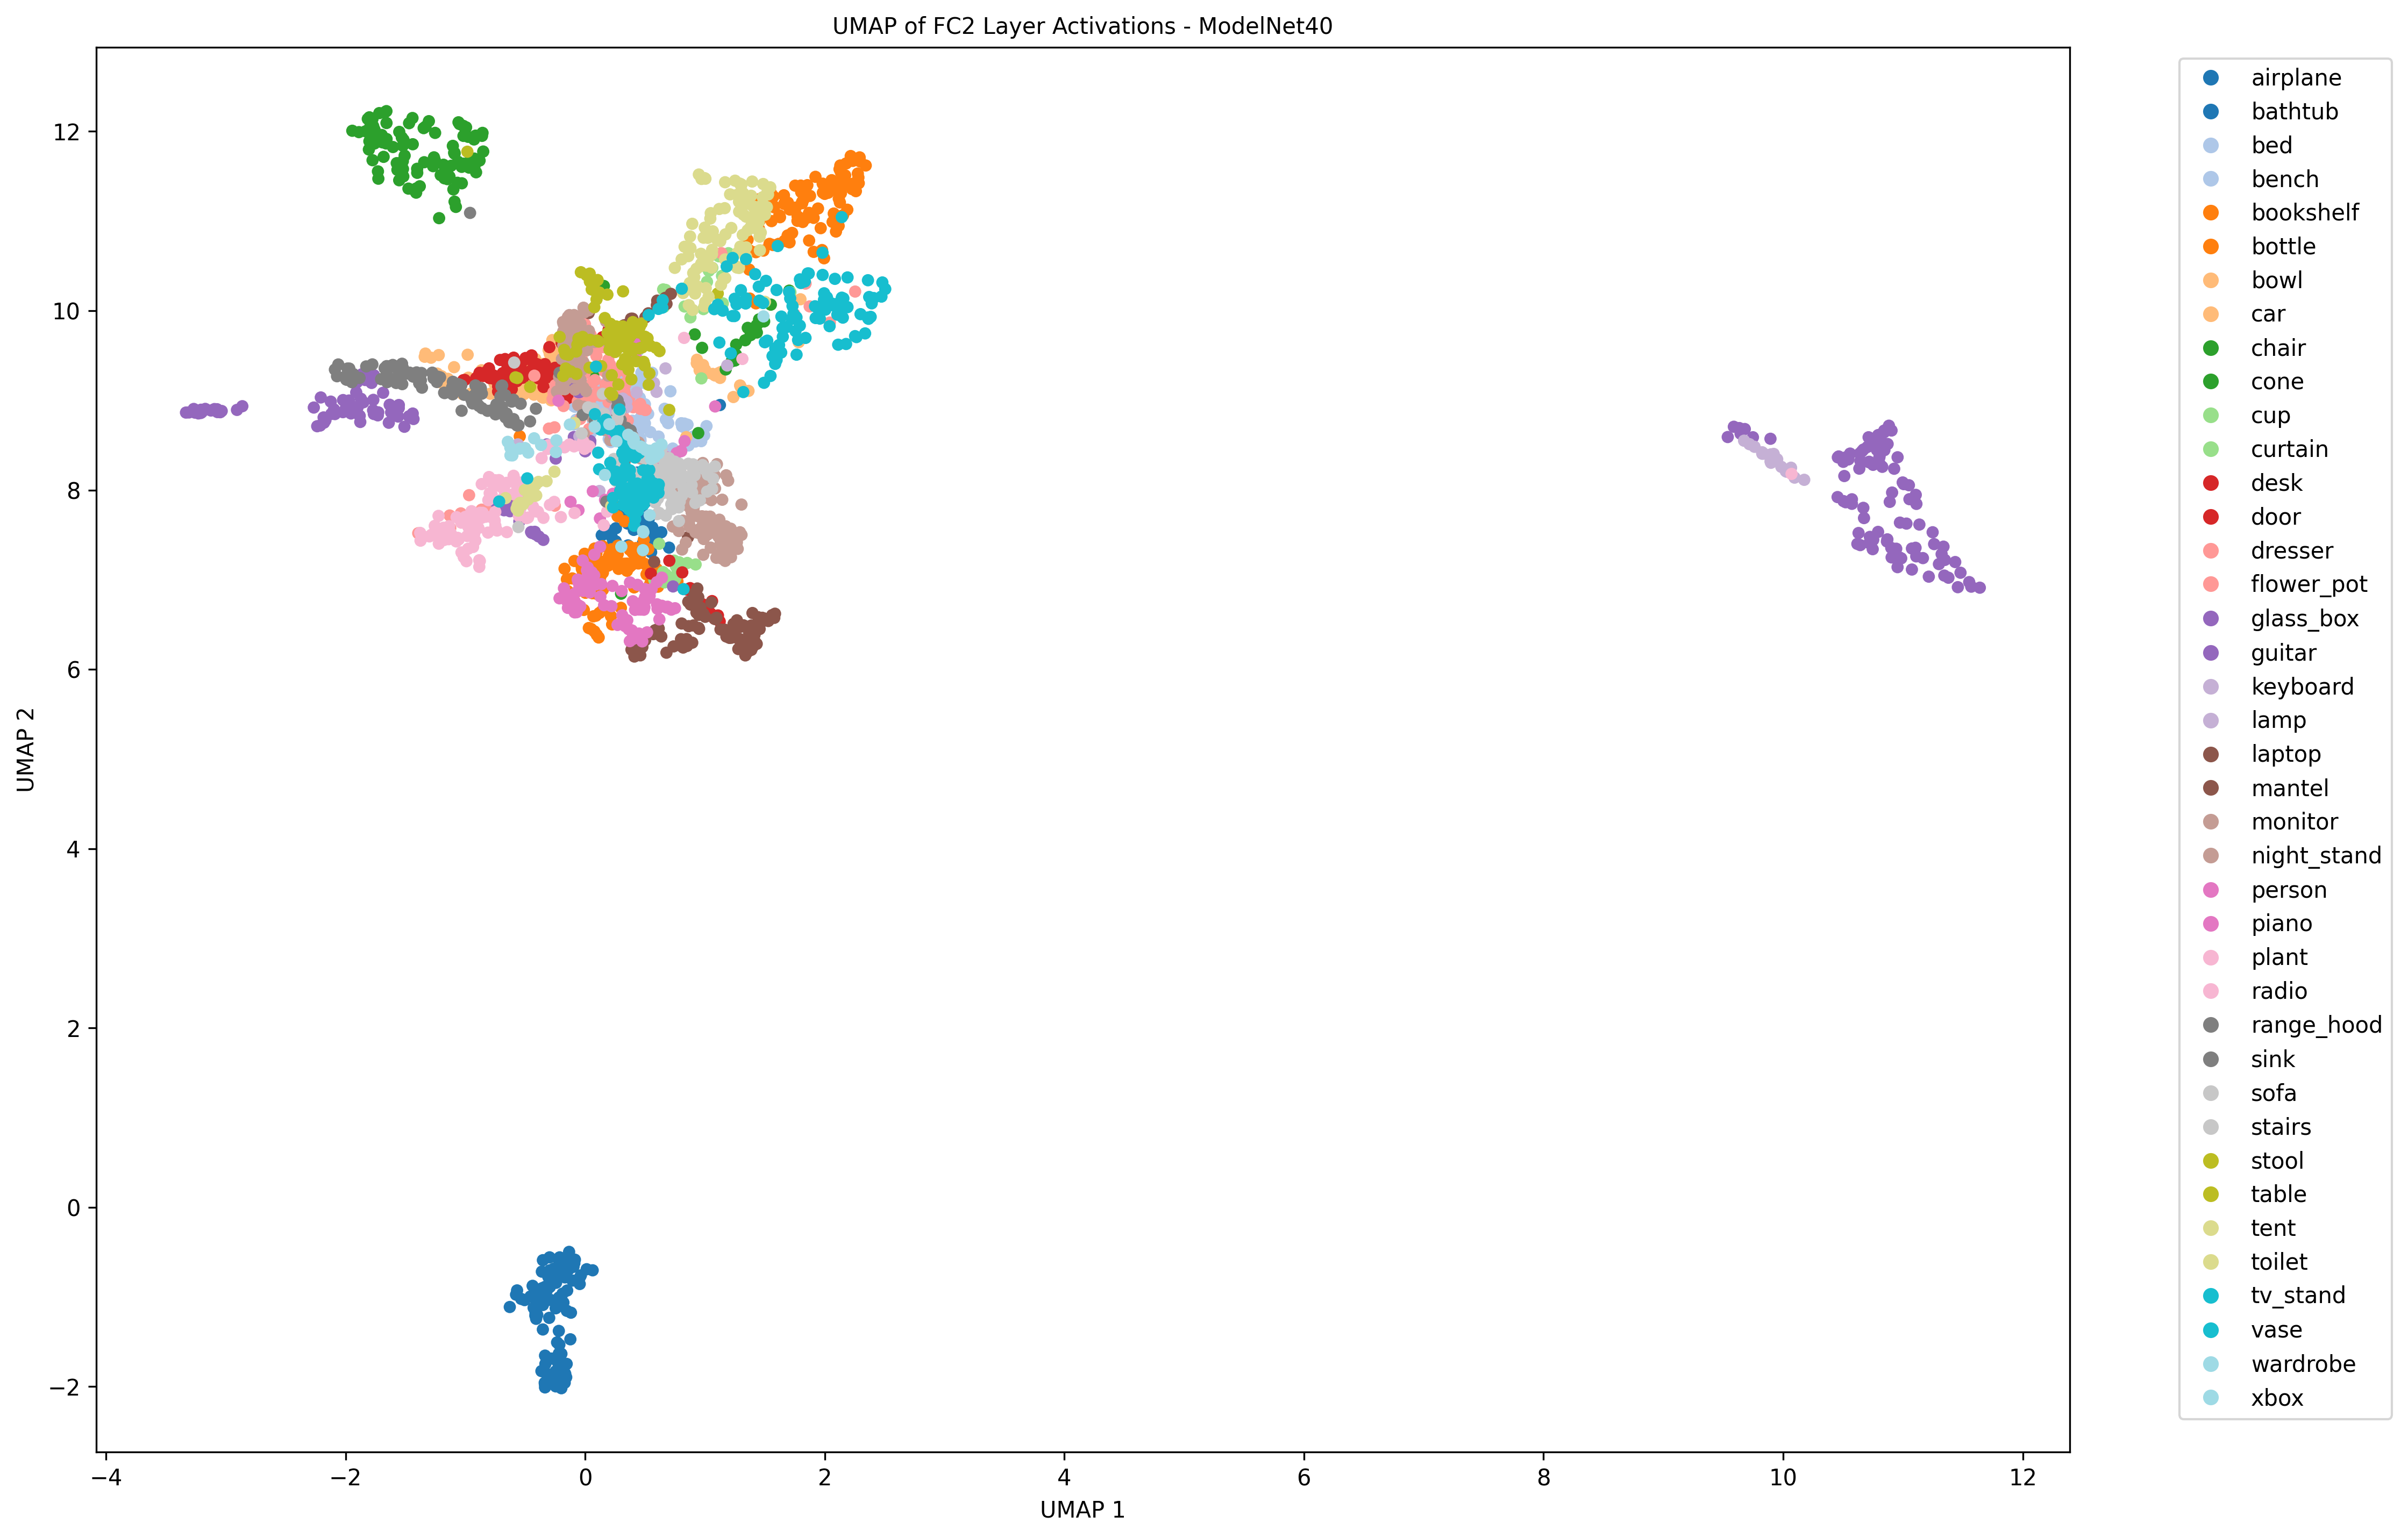 UMAP of FC2 Layer Activations - ModelNet40
12
10
8
6
4
2
0
−2
UMAP 2
−4
−2
0
2
4
6
8
10
12
UMAP 1
airplane
bathtub
bed
bench
bookshelf
bottle
bowl
car
chair
cone
cup
curtain
desk
door
dresser
flower_pot
glass_box
guitar
keyboard
lamp
laptop
mantel
monitor
night_stand
person
piano
plant
radio
range_hood
sink
sofa
stairs
stool
table
tent
toilet
tv_stand
vase
wardrobe
xbox